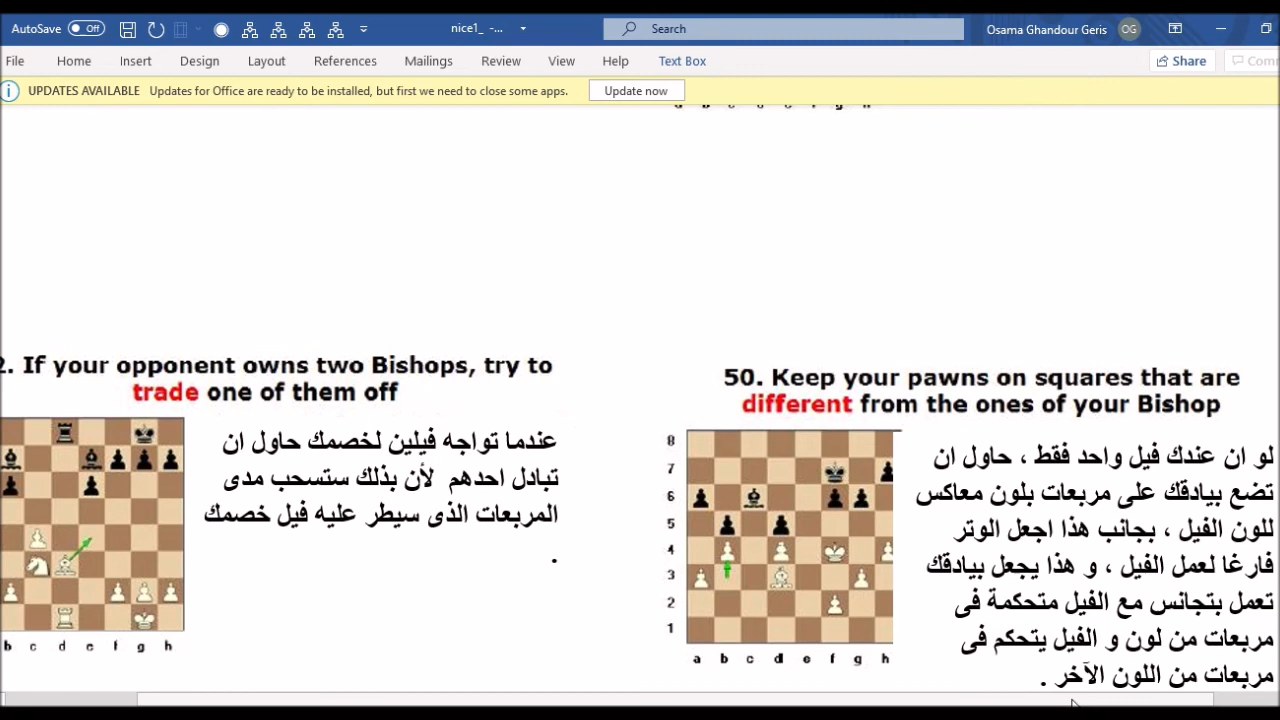 AutoSave Off nice1_ -... Search Osama Ghandour Geris OG
File Home Insert Design Layout References Mailings Review View Help Text Box Share
UPDATES AVAILABLE Updates for Office are ready to be installed, but first we need to close some apps. Update now
2. If your opponent owns two Bishops, try to
trade one of them off
عندما تواجه فيلين لخصمك حاول ان
تبادل احدهم لأن بذلك ستسحب مدى
المربعات الذى سيطر عليه فيل خصمك
.
b c d e f g h
50. Keep your pawns on squares that are
different from the ones of your Bishop
8
7
6
5
4
3
2
1
a b c d e f g h
لو ان عندك فيل واحد فقط ، حاول ان
تضع بيادقك على مربعات بلون معاكس
للون الفيل ، بجانب هذا اجعل الوتر
فارغا لعمل الفيل ، و هذا يجعل بيادقك
تعمل بتجانس مع الفيل متحكمة فى
مربعات من لون و الفيل يتحكم فى
مربعات من اللون الآخر .